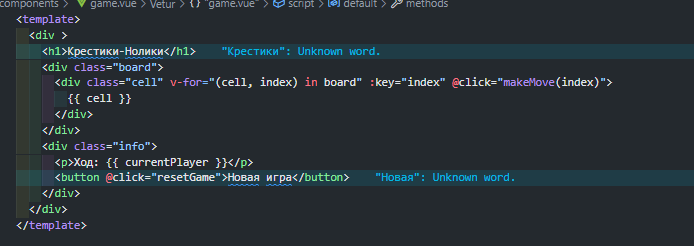 components > game.vue > Vetur > {} "game.vue" > script > default > methods
<template>
<div >
<h1>Крестики-Нолики</h1> "Крестики": Unknown word.
<div class="board">
<div class="cell" v-for="(cell, index) in board" :key="index" @click="makeMove(index)">
{{ cell }}
</div>
</div>
<div class="info">
<p>Ход: {{ currentPlayer }}</p>
<button @click="resetGame">Новая игра</button> "Новая": Unknown word.
</div>
</div>
</template>